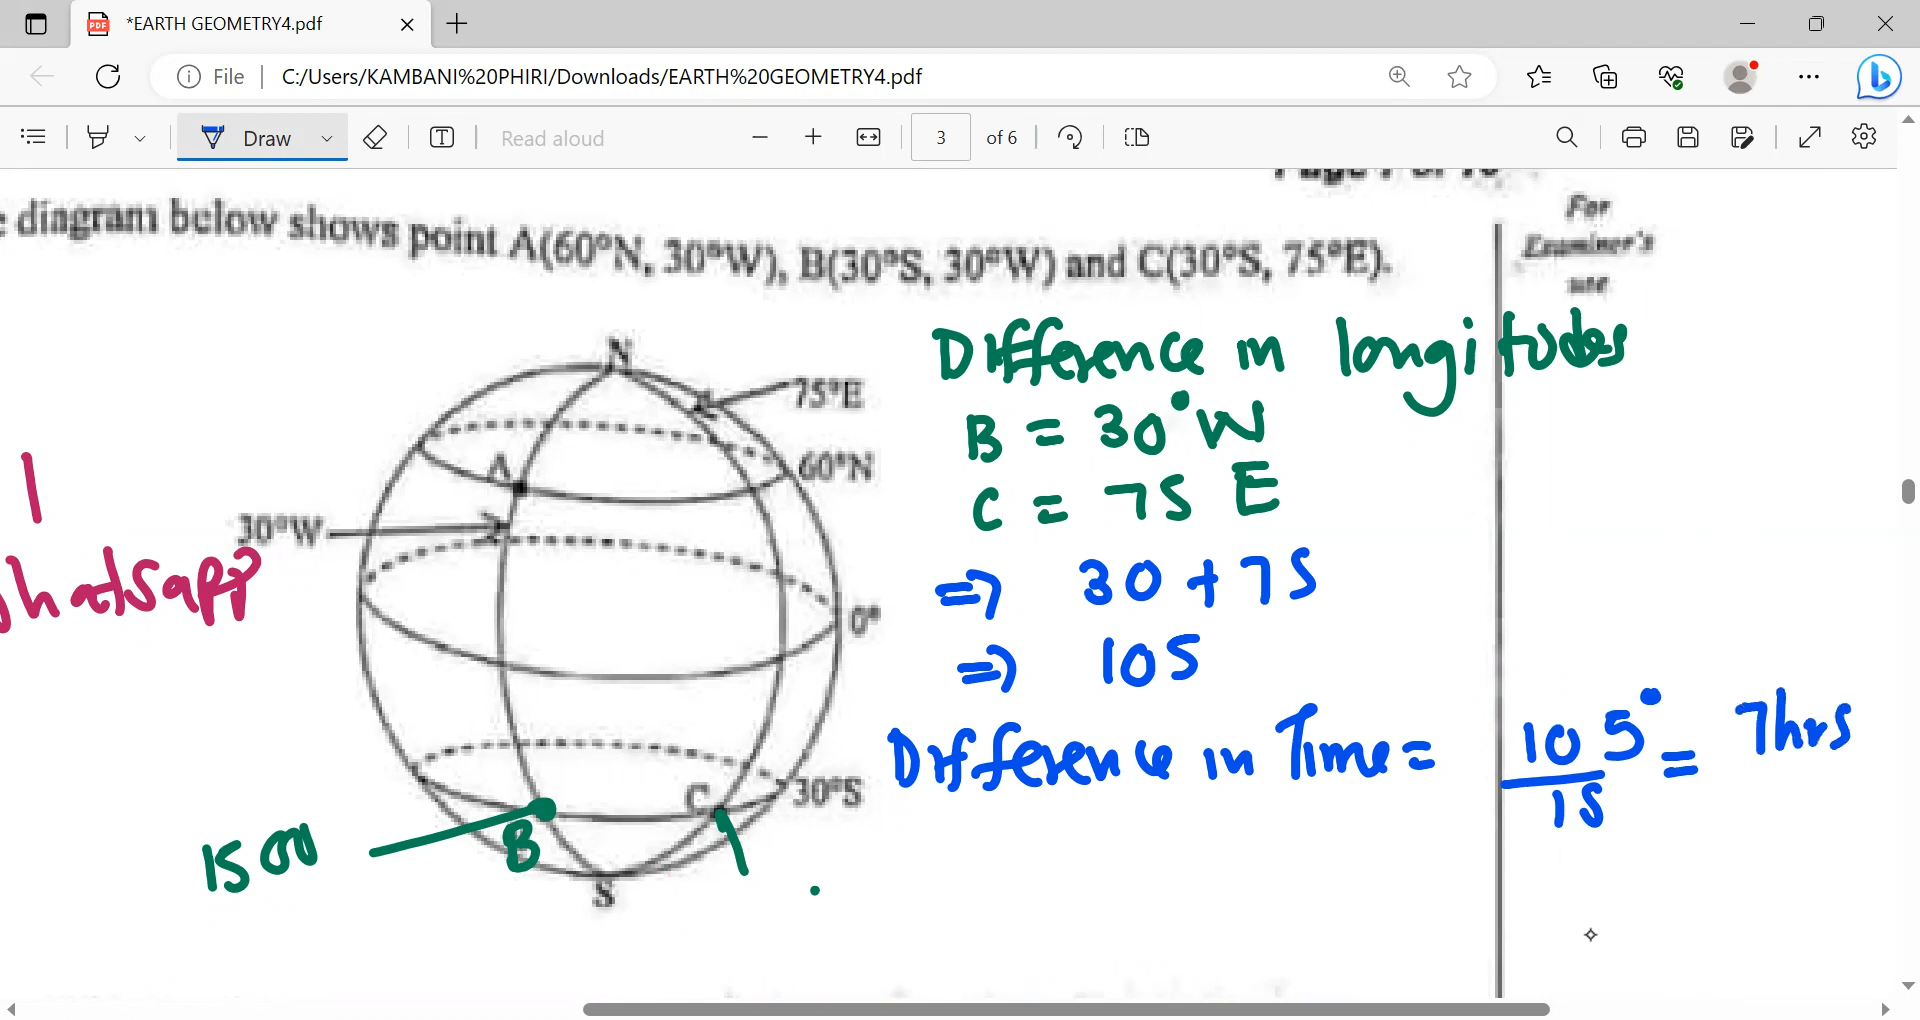 *EARTH GEOMETRY4.pdf
File
C:/Users/KAMBANI%20PHIRI/Downloads/EARTH%20GEOMETRY4.pdf
Draw
Read aloud
3 of 6
For
Examiner's
use
diagram below shows point A(60°N, 30°W), B(30°S, 30°W) and C(30°S, 75°E).
N
75°E
60°N
A
30°W
0°
C
30°S
S
B
1500
hatsapp
Difference in longitudes
B = 30°W
C = 75 E
=> 30 + 75
=> 105
Difference in Time = 105°/15 = 7hrs